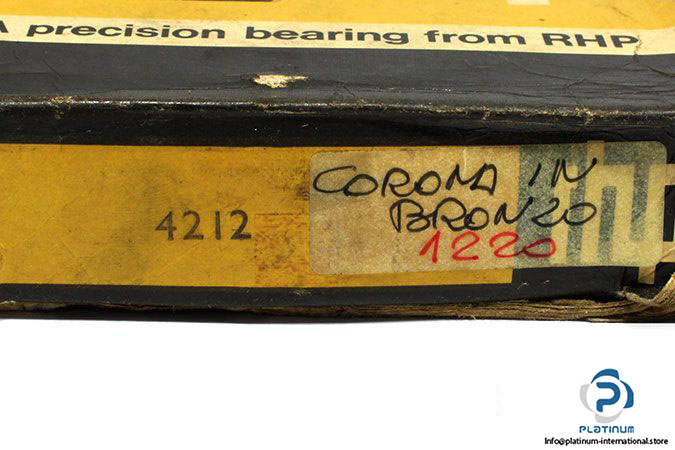 A precision bearing from RHP
CORONA IN
BRONZO
1220
4212
PLATINUM
Info@platinum-international.store